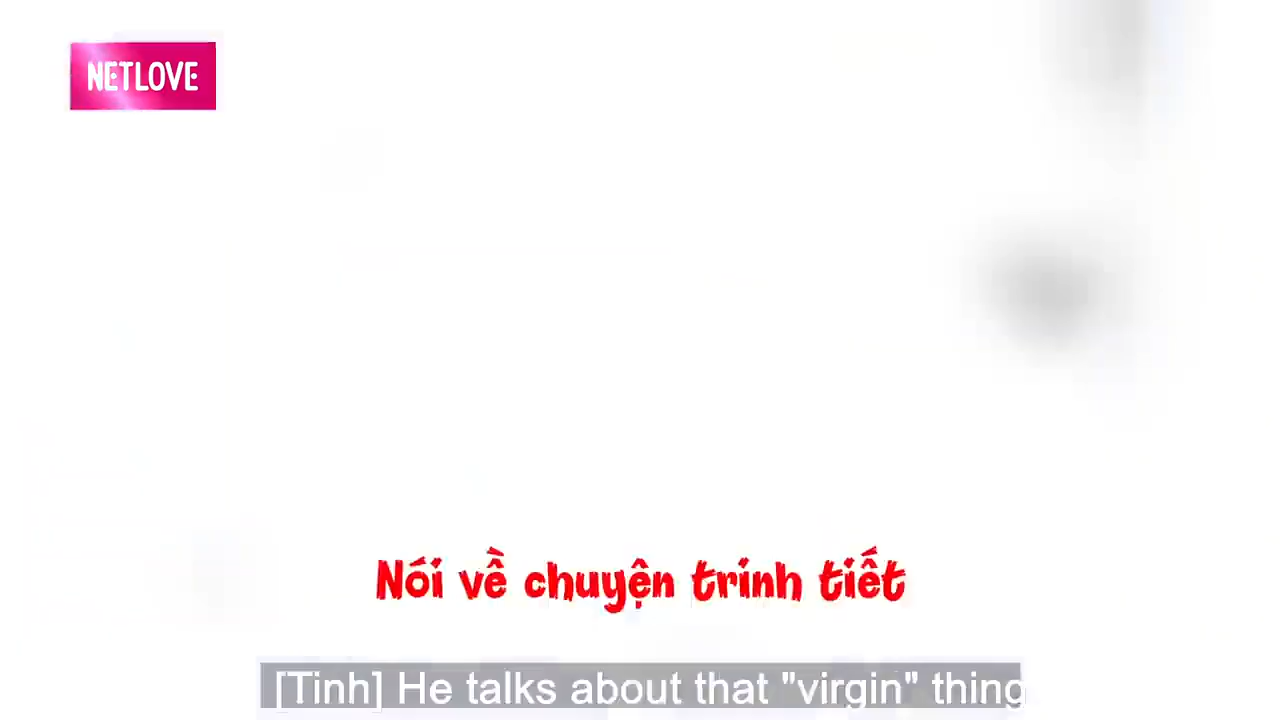 NETLOVE
Nói về chuyện trinh tiết
[Tinh] He talks about that "virgin" thing